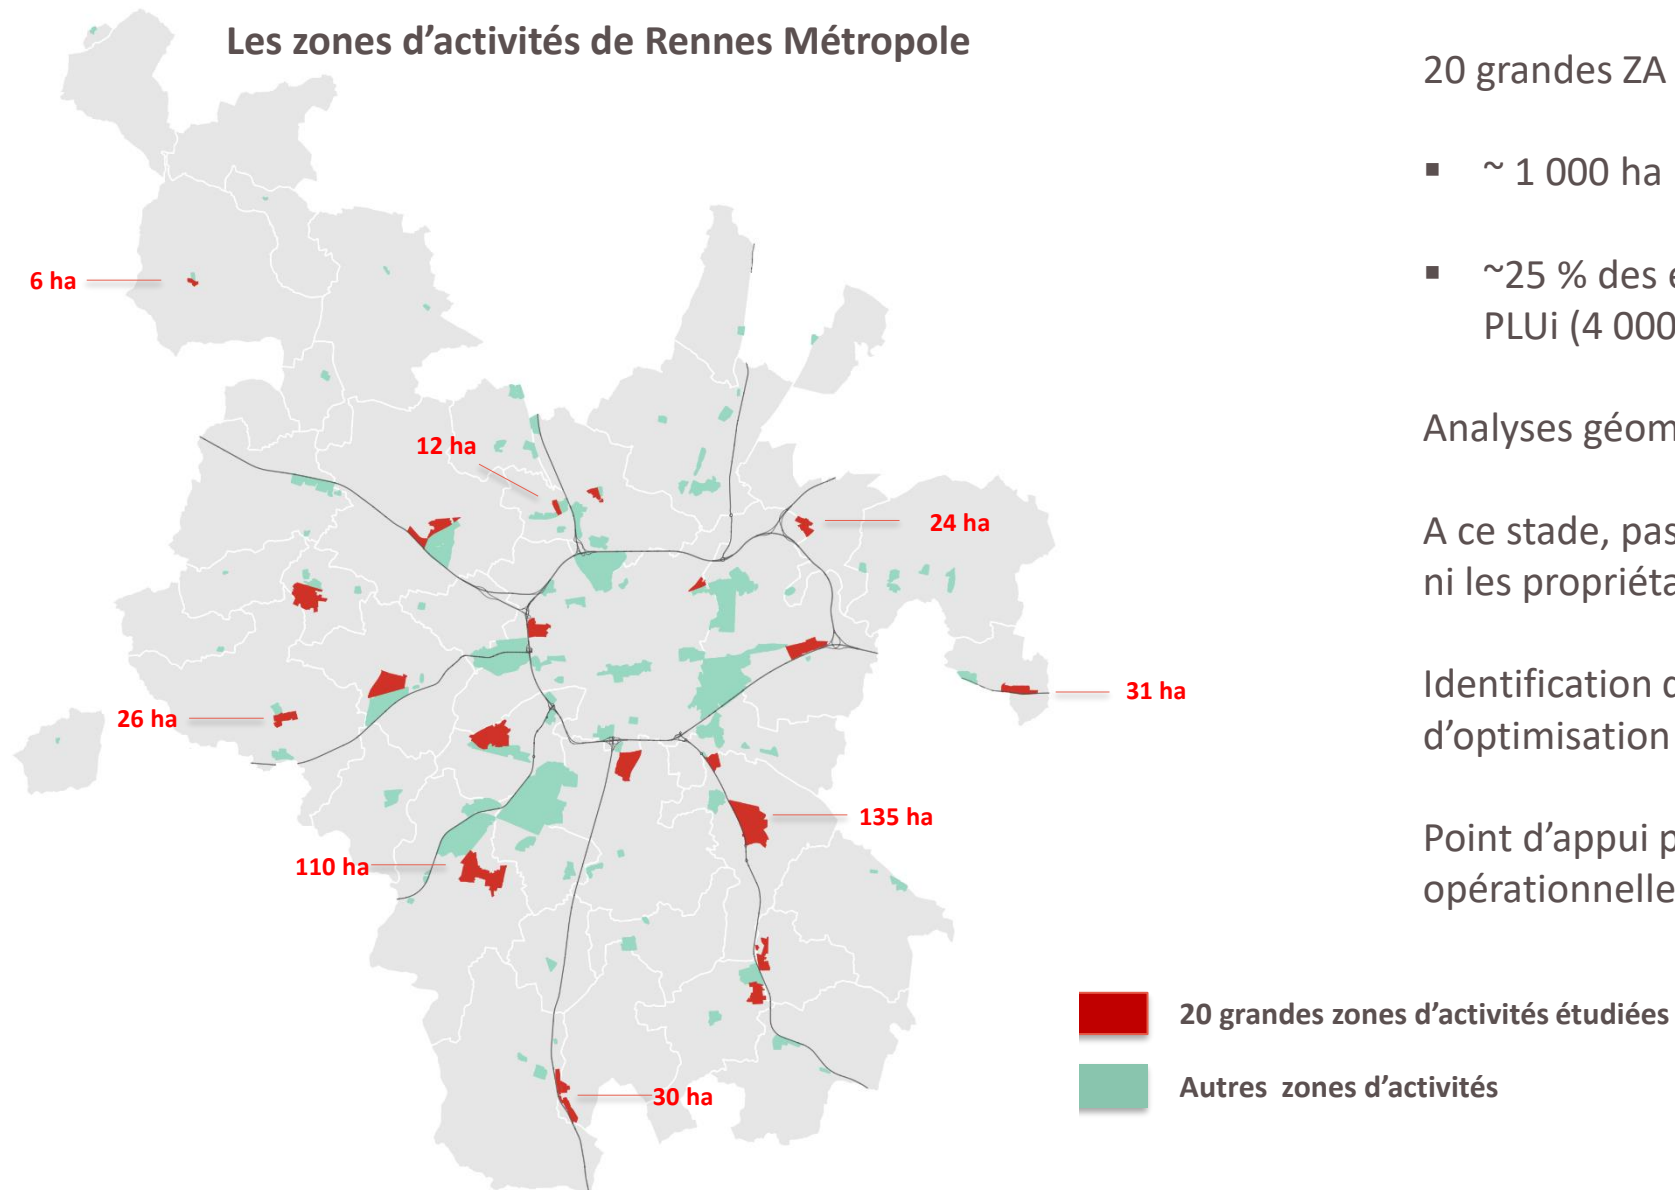 Les zones d’activités de Rennes Métropole
6 ha
12 ha
24 ha
31 ha
26 ha
135 ha
110 ha
30 ha
20 grandes ZA
▪ ~ 1 000 ha
▪ ~25 % des
PLUi (4 000
Analyses géom
A ce stade, pas
ni les propriéta
Identification
d’optimisation
Point d’appui p
opérationnelle
20 grandes zones d’activités étudiées
Autres zones d’activités